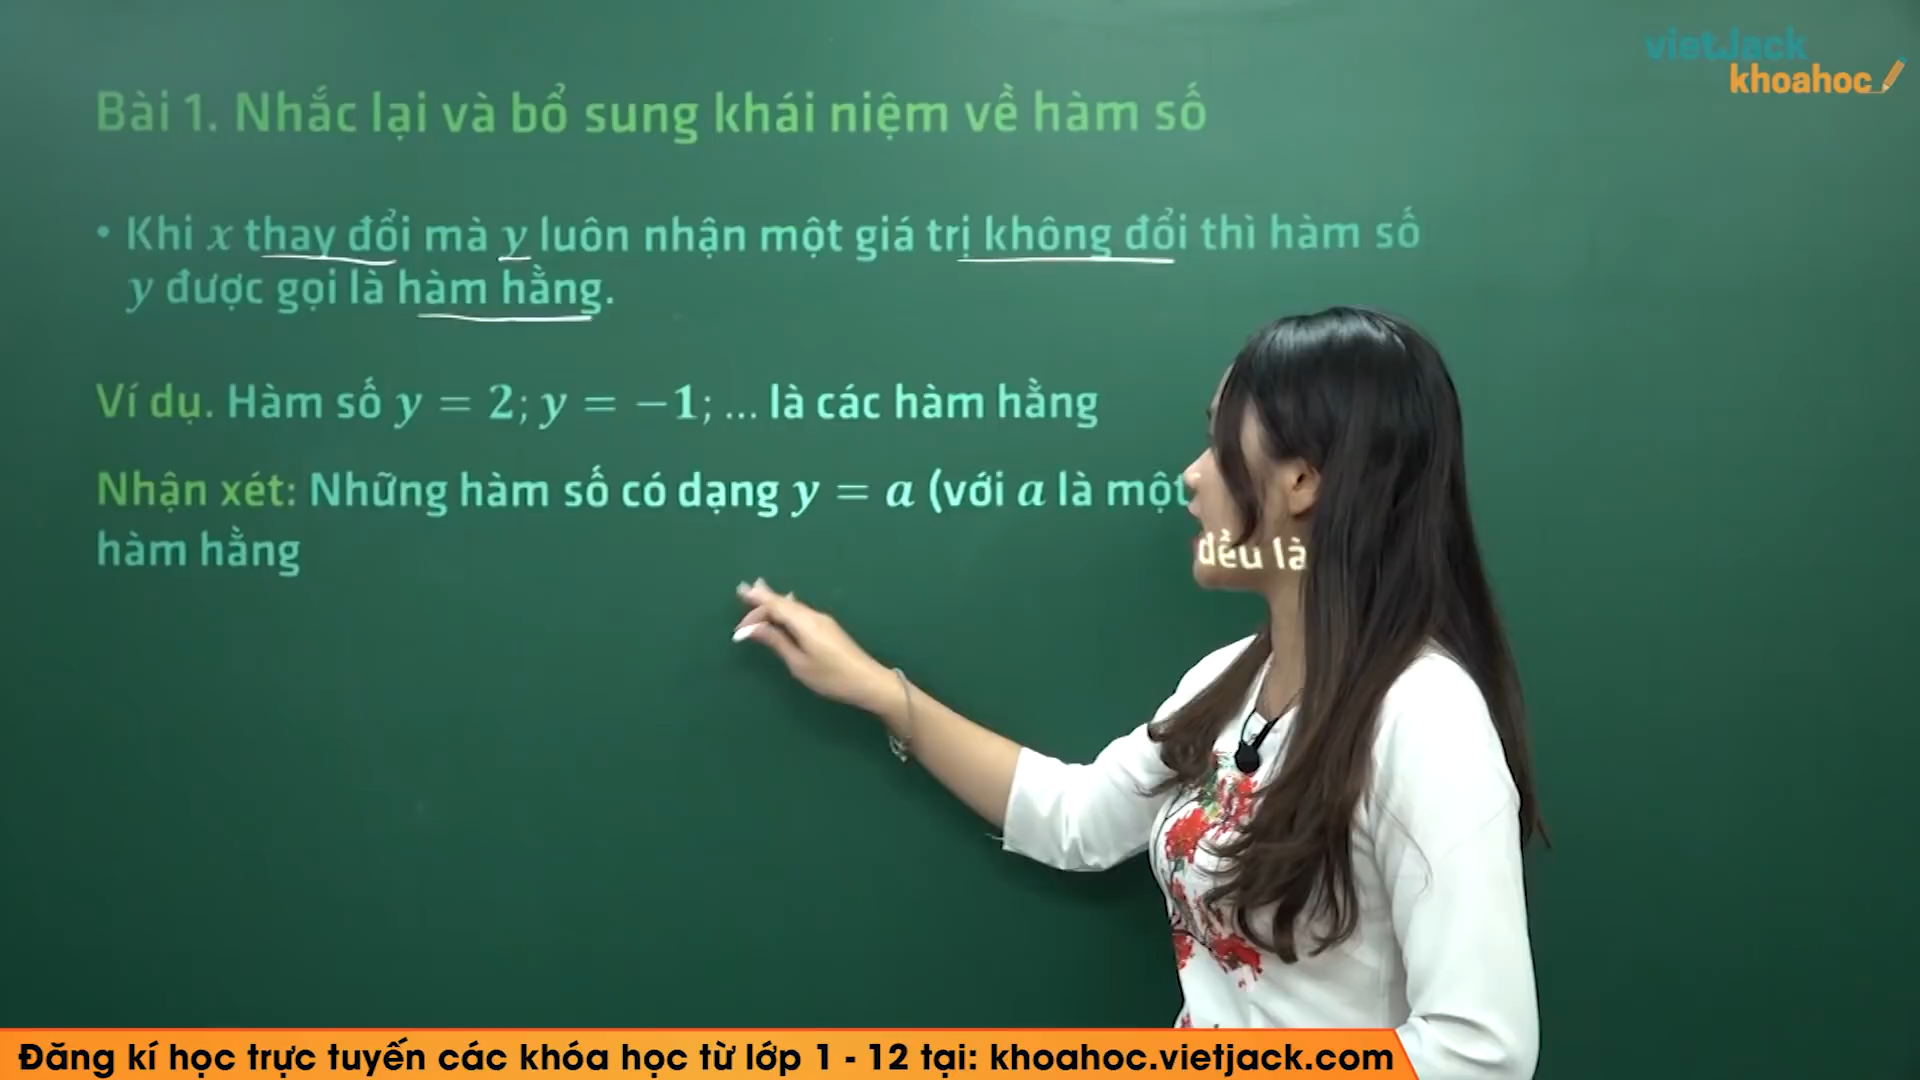 vietJack
khoahoc
Bài 1. Nhắc lại và bổ sung khái niệm về hàm số
• Khi x thay đổi mà y luôn nhận một giá trị không đổi thì hàm số
y được gọi là hàm hằng.
Ví dụ. Hàm số y = 2; y = −1; ... là các hàm hằng
Nhận xét: Những hàm số có dạng y = a (với a là một
đều là
hàm hằng
Đăng kí học trực tuyến các khóa học từ lớp 1 - 12 tại: khoahoc.vietjack.com